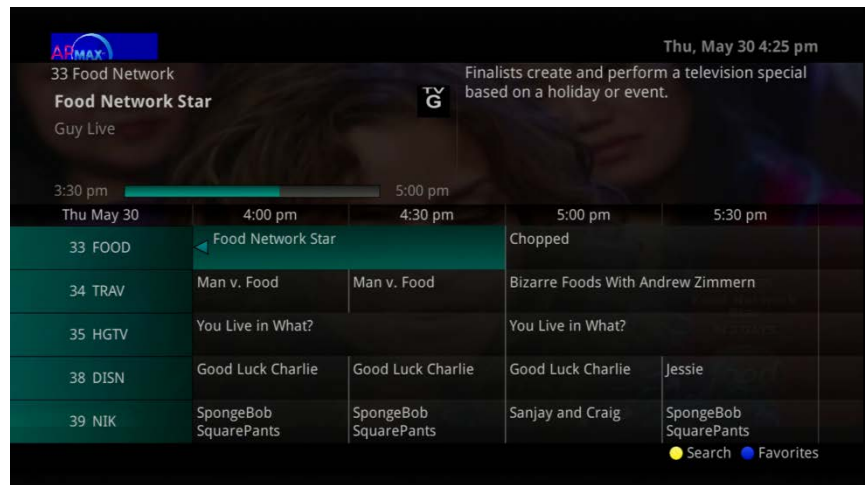 ARMAX
Thu, May 30 4:25 pm
33 Food Network
Food Network Star
Guy Live
TV
G
Finalists create and perform a television special
based on a holiday or event.
3:30 pm 5:00 pm
Thu May 30 4:00 pm 4:30 pm 5:00 pm 5:30 pm
33 FOOD Food Network Star Chopped
34 TRAV Man v. Food Man v. Food Bizarre Foods With Andrew Zimmern
35 HGTV You Live in What? You Live in What?
38 DISN Good Luck Charlie Good Luck Charlie Good Luck Charlie Jessie
39 NIK SpongeBob SquarePants SpongeBob SquarePants Sanjay and Craig SpongeBob SquarePants
Search Favorites